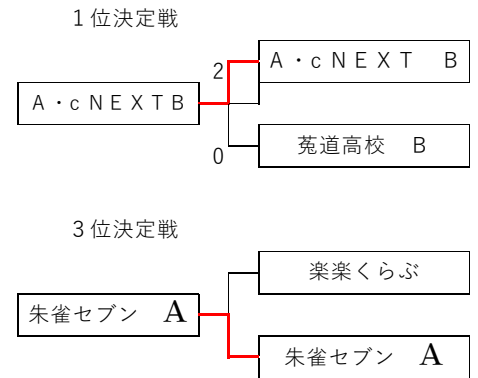 １位決定戦
2
Ａ・ｃＮＥＸＴ　Ｂ
Ａ・ｃＮＥＸＴＢ
0
菟道高校　Ｂ
３位決定戦
楽楽くらぶ
朱雀セブン　A
朱雀セブン　A